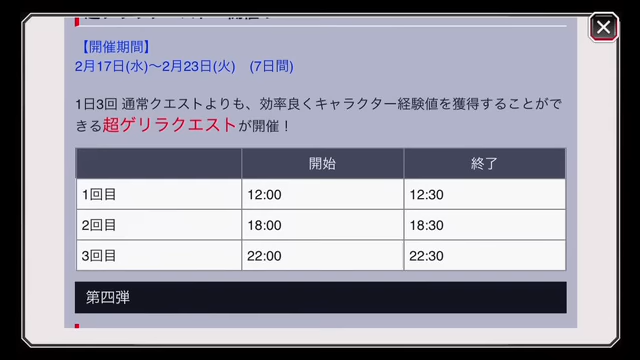 【開催期間】
2月17日(水)～2月23日(火) (7日間)
1日3回 通常クエストよりも、効率良くキャラクター経験値を獲得することがで
きる超ゲリラクエストが開催！
開始 終了
1回目 12:00 12:30
2回目 18:00 18:30
3回目 22:00 22:30
第四弾